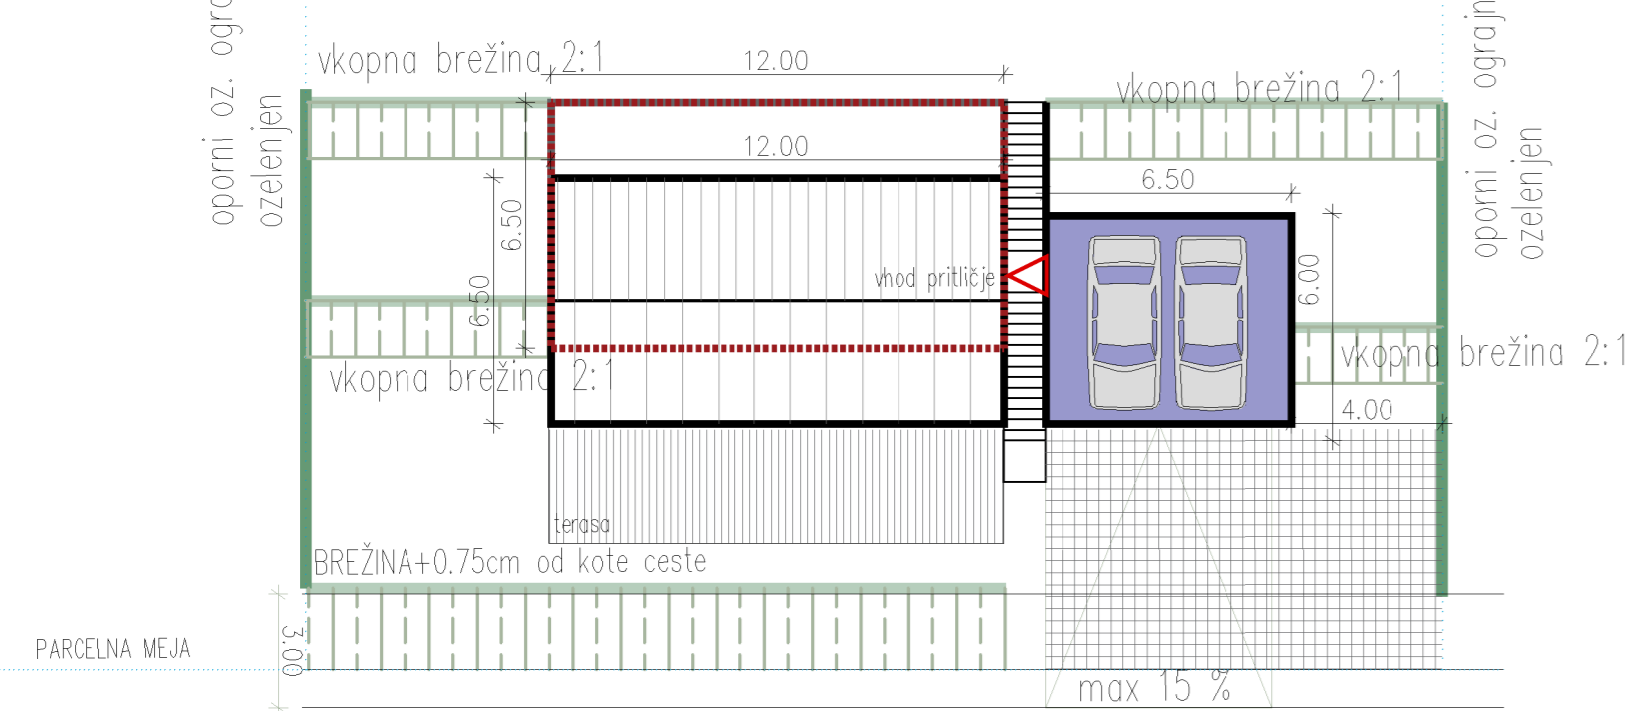 oporni oz.
ozelenjen
vkopna brežina 2:1
12.00
vkopna brežina 2:1
oporni oz.
ozelenjen
12.00
6.50
6.50
6.50
vhod pritličje
6.00
vkopna brežina 2:1
vkopna brežina 2:1
4.00
terasa
BREŽINA+0.75cm od kote ceste
3.00
PARCELNA MEJA
max 15 %